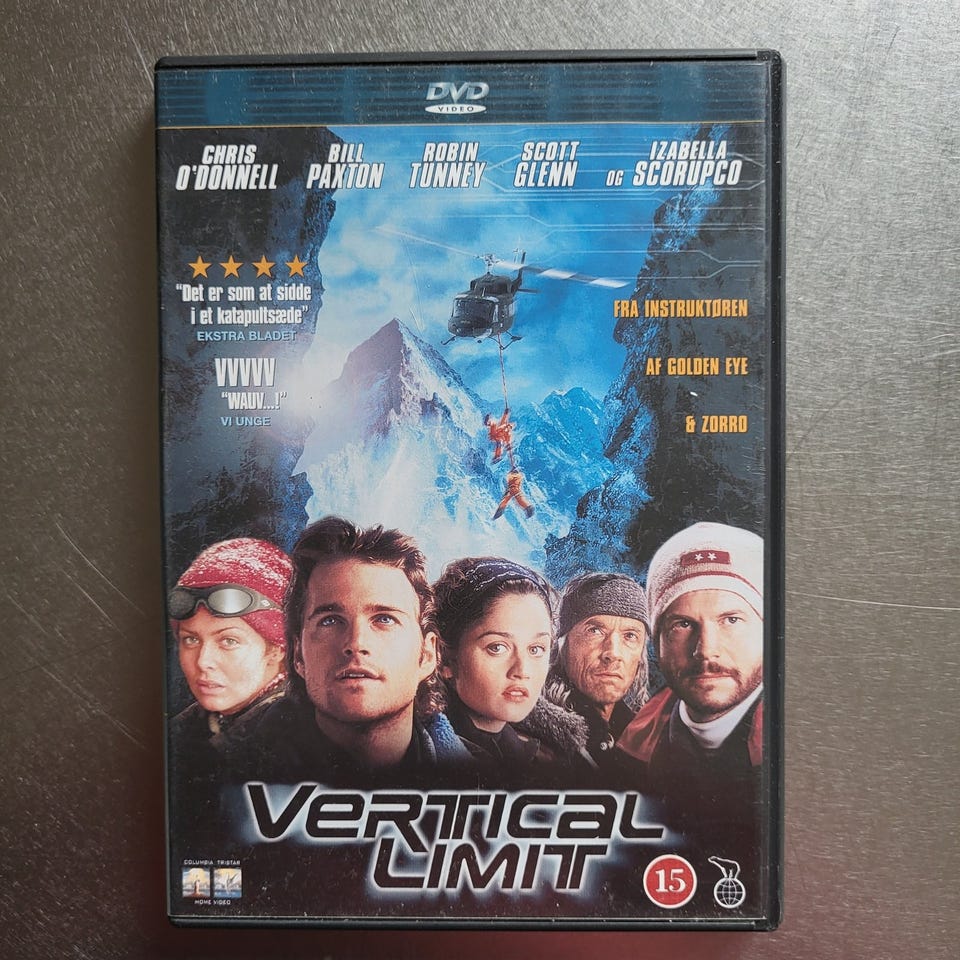 DVD
VIDEO
CHRIS
O'DONNELL
BILL
PAXTON
ROBIN
TUNNEY
SCOTT
GLENN
IZABELLA
OG SCORUPCO
"Det er som at sidde
i et katapultsæde"
EKSTRA BLADET
VVVVV
"WAUV...!"
VI UNGE
FRA INSTRUKTØREN
AF GOLDEN EYE
& ZORRO
VERTICAL
LIMIT
COLUMBIA TRISTAR
HOME VIDEO
15